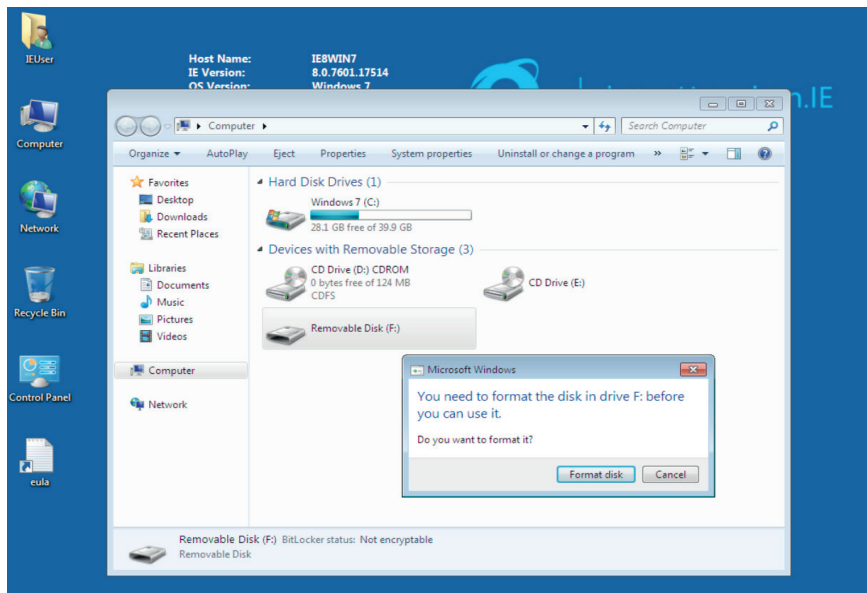 IEUser
Computer
Network
Recycle Bin
Control Panel
eula
Host Name: IE8WIN7
IE Version: 8.0.7601.17514
OS Version: Windows 7
n.IE
Computer
Search Computer
Organize AutoPlay Eject Properties System properties Uninstall or change a program »
Favorites
Desktop
Downloads
Recent Places
Libraries
Documents
Music
Pictures
Videos
Computer
Network
Hard Disk Drives (1)
Windows 7 (C:)
28.1 GB free of 39.9 GB
Devices with Removable Storage (3)
CD Drive (D:) CDROM
0 bytes free of 124 MB
CDFS
CD Drive (E:)
Removable Disk (F:)
Microsoft Windows
You need to format the disk in drive F: before
you can use it.
Do you want to format it?
Format disk Cancel
Removable Disk (F:) BitLocker status: Not encryptable
Removable Disk